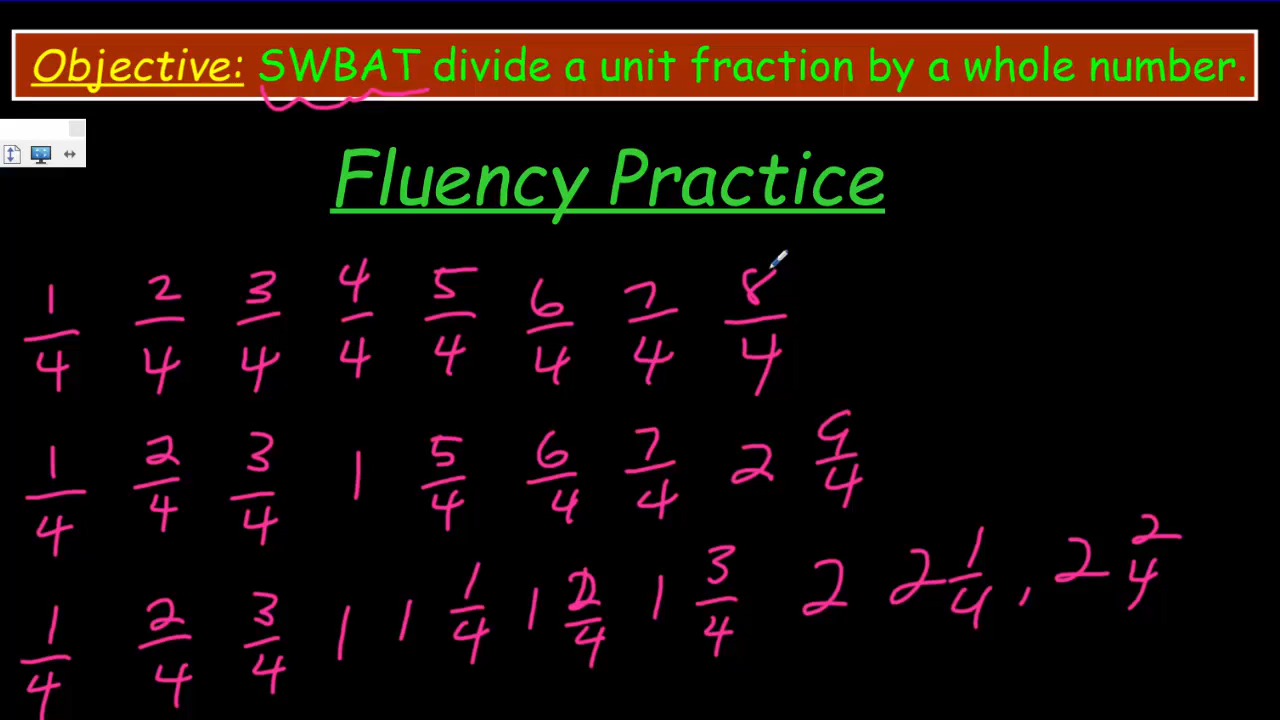 Objective: SWBAT divide a unit fraction by a whole number.
Fluency Practice
1/4 2/4 3/4 4/4 5/4 6/4 7/4 8/4
1/4 2/4 3/4 1 5/4 6/4 7/4 2 9/4
1/4 2/4 3/4 1 1 1/4 1 2/4 1 3/4 2 2 1/4 , 2 2/4